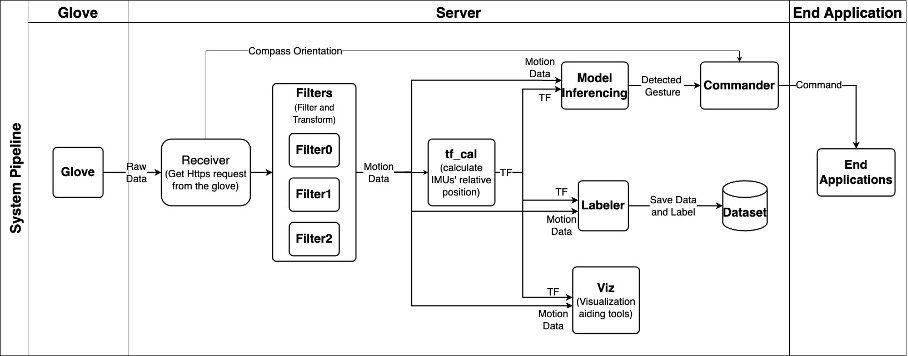 Glove
Server
End Application
System Pipeline
Compass Orientation
Motion
Data
TF
Model
Inferencing
Detected
Gesture
Commander
Command
Filters
(Filter and
Transform)
Filter0
Filter1
Filter2
Glove
Raw
Data
Receiver
(Get Https request
from the glove)
Motion
Data
tf_cal
(calculate
IMUs' relative
position)
TF
End
Applications
TF
Motion
Data
Labeler
Save Data
and Label
Dataset
TF
Motion
Data
Viz
(Visualization
aiding tools)